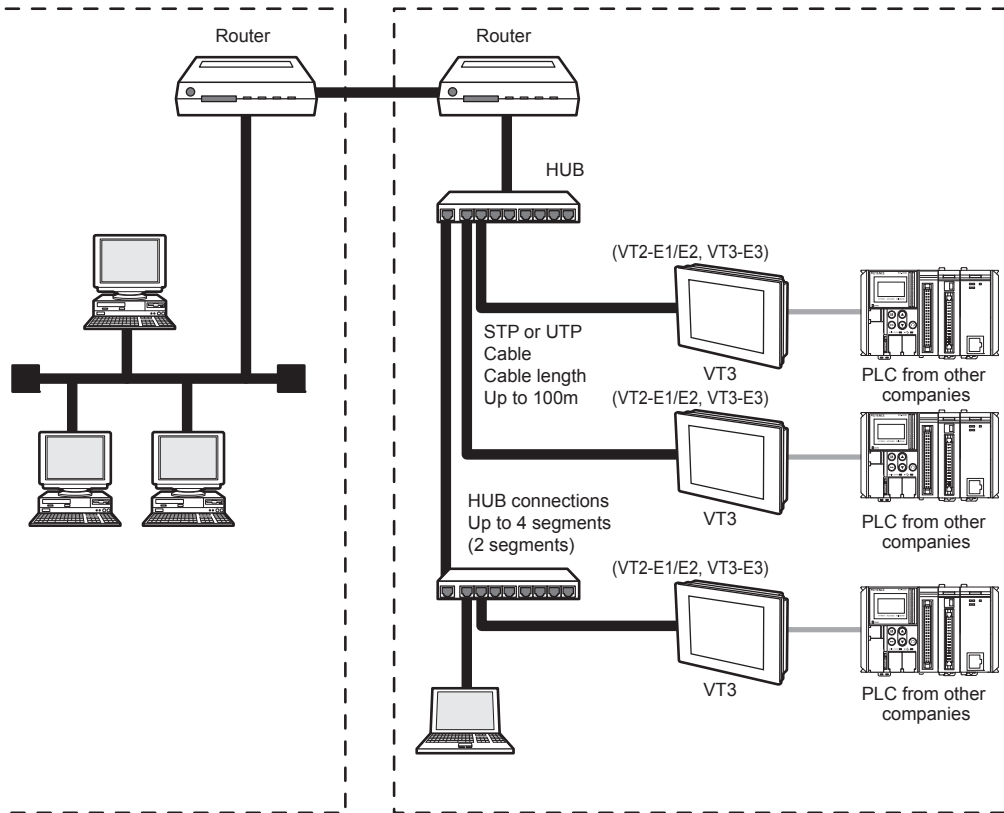 Router
Router
HUB
(VT2-E1/E2, VT3-E3)
STP or UTP
Cable
Cable length
Up to 100m
VT3
PLC from other
companies
(VT2-E1/E2, VT3-E3)
VT3
PLC from other
companies
HUB connections
Up to 4 segments
(2 segments)
(VT2-E1/E2, VT3-E3)
VT3
PLC from other
companies